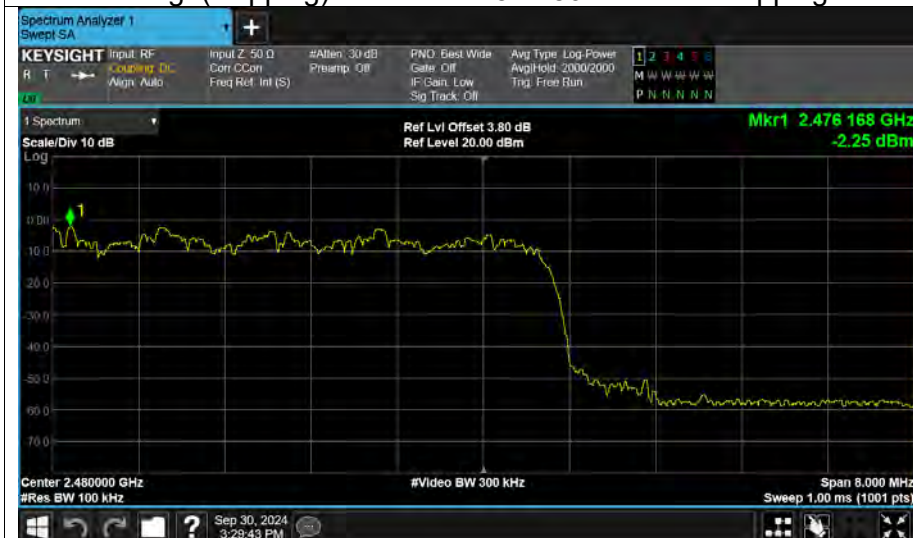 Spectrum Analyzer 1
Swept SA
+
KEYSIGHT Input: RF
Coupling: DC
Align: Auto
Input Z: 50 Ω
Corr CCorr
Freq Ref: Int (S)
#Atten: 30 dB
Preamp: Off
PNO: Best Wide
Gate: Off
IF Gain: Low
Sig Track: Off
Avg Type: Log-Power
Avg|Hold: 2000/2000
Trig: Free Run
1 2 3 4 5 6
M W W W W W
P N N N N N
1 Spectrum
Scale/Div 10 dB
Ref Lvl Offset 3.80 dB
Ref Level 20.00 dBm
Mkr1 2.476 168 GHz
-2.25 dBm
Log
10.0
0.00
1
-10.0
-20.0
-30.0
-40.0
-50.0
-60.0
-70.0
Center 2.480000 GHz
#Video BW 300 kHz
Span 8.000 MHz
#Res BW 100 kHz
Sweep 1.00 ms (1001 pts)
?
Sep 30, 2024
3:29:43 PM